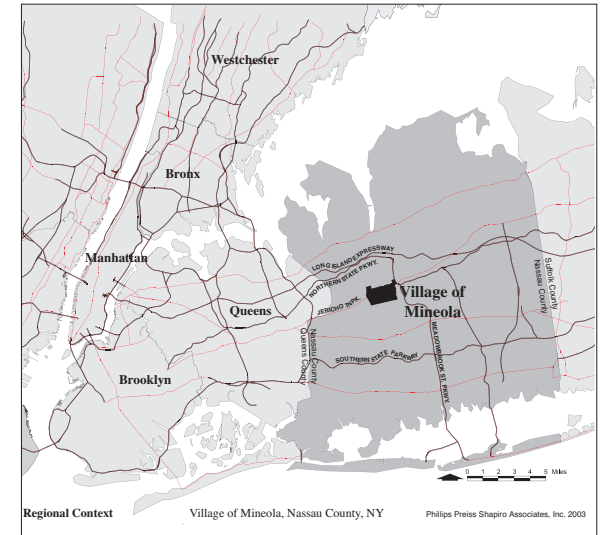 Westchester
Bronx
Manhattan
LONG ISLAND EXPRESSWAY
NORTHERN STATE PKWY.
JERICHO TNPK.
Suffolk County
Nassau County
Village of
Mineola
Queens
Nassau County
Queens County
SOUTHERN STATE PARKWAY
MEADOWBROOK ST. PKWY.
Brooklyn
0 1 2 3 4 5 Miles
Regional Context
Village of Mineola, Nassau County, NY
Phillips Preiss Shapiro Associates, Inc. 2003